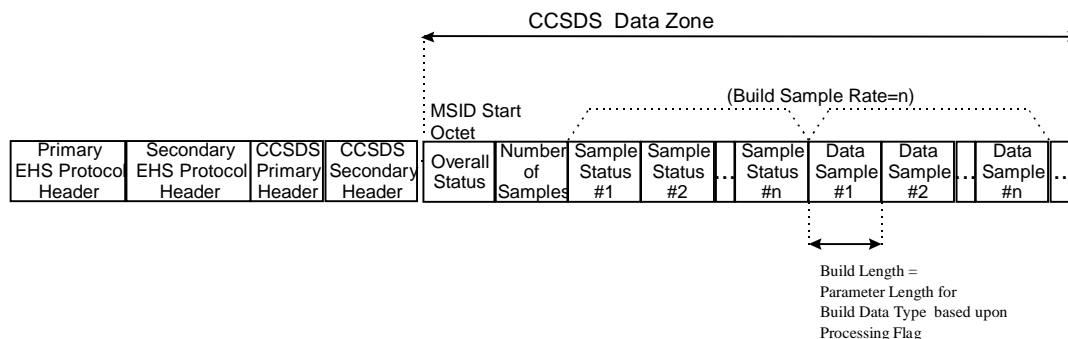 CCSDS Data Zone
MSID Start
Octet
(Build Sample Rate=n)
Primary
EHS Protocol
Header
Secondary
EHS Protocol
Header
CCSDS
Primary
Header
CCSDS
Secondary
Header
Overall
Status
Number
of
Samples
Sample
Status
#1
Sample
Status
#2
...
Sample
Status
#n
Data
Sample
#1
Data
Sample
#2
...
Data
Sample
#n
...
Build Length =
Parameter Length for
Build Data Type based upon
Processing Flag